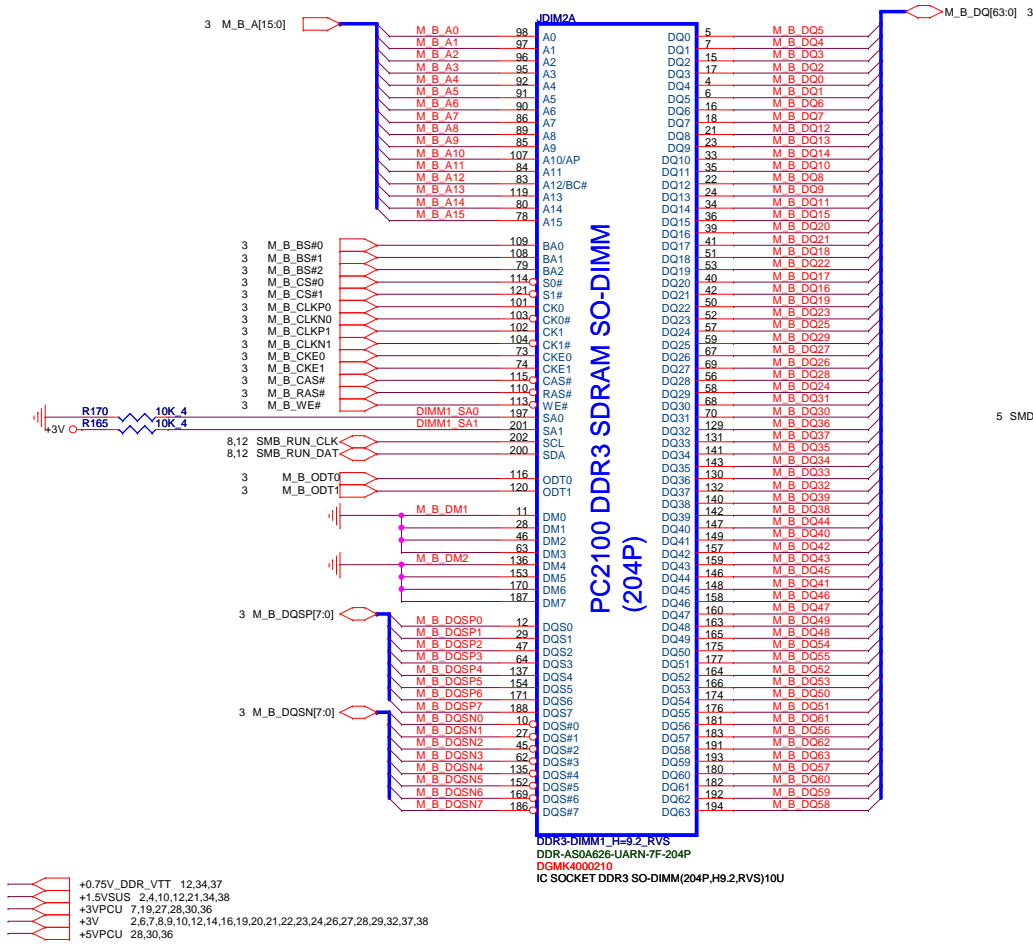 JDIM2A
3 M_B_A[15:0]
M_B_A0 98 A0
M_B_A1 97 A1
M_B_A2 96 A2
M_B_A3 95 A3
M_B_A4 92 A4
M_B_A5 91 A5
M_B_A6 90 A6
M_B_A7 86 A7
M_B_A8 89 A8
M_B_A9 85 A9
M_B_A10 107 A10/AP
M_B_A11 84 A11
M_B_A12 83 A12/BC#
M_B_A13 119 A13
M_B_A14 80 A14
M_B_A15 78 A15
3 M_B_BS#0 109 BA0
3 M_B_BS#1 108 BA1
3 M_B_BS#2 79 BA2
3 M_B_CS#0 114 S0#
3 M_B_CS#1 121 S1#
3 M_B_CLKP0 101 CK0
3 M_B_CLKN0 103 CK0#
3 M_B_CLKP1 102 CK1
3 M_B_CLKN1 104 CK1#
3 M_B_CKE0 73 CKE0
3 M_B_CKE1 74 CKE1
3 M_B_CAS# 115 CAS#
3 M_B_RAS# 110 RAS#
3 M_B_WE# 113 WE#
R170 10K_4 DIMM1_SA0 197 SA0
+3V R165 10K_4 DIMM1_SA1 201 SA1
8,12 SMB_RUN_CLK 202 SCL
8,12 SMB_RUN_DAT 200 SDA
3 M_B_ODT0 116 ODT0
3 M_B_ODT1 120 ODT1
M_B_DM1 11 DM0
28 DM1
46 DM2
63 DM3
M_B_DM2 136 DM4
153 DM5
170 DM6
187 DM7
3 M_B_DQSP[7:0]
M_B_DQSP0 12 DQS0
M_B_DQSP1 29 DQS1
M_B_DQSP2 47 DQS2
M_B_DQSP3 64 DQS3
M_B_DQSP4 137 DQS4
M_B_DQSP5 154 DQS5
M_B_DQSP6 171 DQS6
M_B_DQSP7 188 DQS7
3 M_B_DQSN[7:0]
M_B_DQSN0 10 DQS#0
M_B_DQSN1 27 DQS#1
M_B_DQSN2 45 DQS#2
M_B_DQSN3 62 DQS#3
M_B_DQSN4 135 DQS#4
M_B_DQSN5 152 DQS#5
M_B_DQSN6 169 DQS#6
M_B_DQSN7 186 DQS#7
PC2100 DDR3 SDRAM SO-DIMM
(204P)
M_B_DQ[63:0] 3
DQ0 5 M_B_DQ5
DQ1 7 M_B_DQ4
DQ2 15 M_B_DQ3
DQ3 17 M_B_DQ2
DQ4 4 M_B_DQ0
DQ5 6 M_B_DQ1
DQ6 16 M_B_DQ6
DQ7 18 M_B_DQ7
DQ8 21 M_B_DQ12
DQ9 23 M_B_DQ13
DQ10 33 M_B_DQ14
DQ11 35 M_B_DQ10
DQ12 22 M_B_DQ8
DQ13 24 M_B_DQ9
DQ14 34 M_B_DQ11
DQ15 36 M_B_DQ15
DQ16 39 M_B_DQ20
DQ17 41 M_B_DQ21
DQ18 51 M_B_DQ18
DQ19 53 M_B_DQ22
DQ20 40 M_B_DQ17
DQ21 42 M_B_DQ16
DQ22 50 M_B_DQ19
DQ23 52 M_B_DQ23
DQ24 57 M_B_DQ25
DQ25 59 M_B_DQ29
DQ26 67 M_B_DQ27
DQ27 69 M_B_DQ26
DQ28 56 M_B_DQ28
DQ29 58 M_B_DQ24
DQ30 68 M_B_DQ31
DQ31 70 M_B_DQ30
DQ32 129 M_B_DQ36
DQ33 131 M_B_DQ37
DQ34 141 M_B_DQ35
DQ35 143 M_B_DQ34
DQ36 130 M_B_DQ33
DQ37 132 M_B_DQ32
DQ38 140 M_B_DQ39
DQ39 142 M_B_DQ38
DQ40 147 M_B_DQ44
DQ41 149 M_B_DQ40
DQ42 157 M_B_DQ42
DQ43 159 M_B_DQ43
DQ44 146 M_B_DQ45
DQ45 148 M_B_DQ41
DQ46 158 M_B_DQ46
DQ47 160 M_B_DQ47
DQ48 163 M_B_DQ49
DQ49 165 M_B_DQ48
DQ50 175 M_B_DQ54
DQ51 177 M_B_DQ55
DQ52 164 M_B_DQ52
DQ53 166 M_B_DQ53
DQ54 174 M_B_DQ50
DQ55 176 M_B_DQ51
DQ56 181 M_B_DQ61
DQ57 183 M_B_DQ56
DQ58 191 M_B_DQ62
DQ59 193 M_B_DQ63
DQ60 180 M_B_DQ57
DQ61 182 M_B_DQ60
DQ62 192 M_B_DQ59
DQ63 194 M_B_DQ58
5 SMD
DDR3-DIMM1_H=9.2_RVS
DDR-AS0A626-UARN-7F-204P
DGMK4000210
IC SOCKET DDR3 SO-DIMM(204P,H9.2,RVS)10U
+0.75V_DDR_VTT 12,34,37
+1.5VSUS 2,4,10,12,21,34,38
+3VPCU 7,19,27,28,30,36
+3V 2,6,7,8,9,10,12,14,16,19,20,21,22,23,24,26,27,28,29,32,37,38
+5VPCU 28,30,36